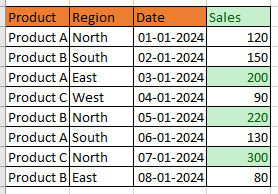 Product Region Date Sales
Product A North 01-01-2024 120
Product B South 02-01-2024 150
Product A East 03-01-2024 200
Product C West 04-01-2024 90
Product B North 05-01-2024 220
Product A South 06-01-2024 130
Product C North 07-01-2024 300
Product B East 08-01-2024 80